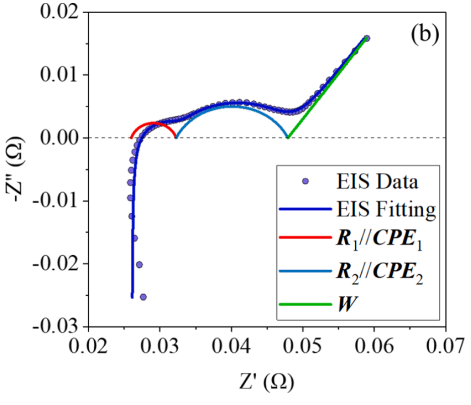 (b)
-Z" (Ω)
0.02
0.01
0.00
-0.01
-0.02
-0.03
EIS Data
EIS Fitting
R₁//CPE₁
R₂//CPE₂
W
0.02 0.03 0.04 0.05 0.06 0.07
Z' (Ω)